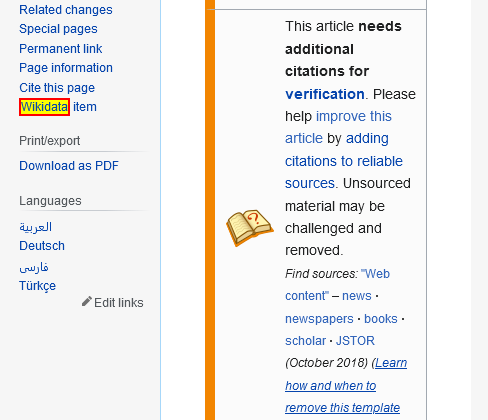 Related changes
Special pages
Permanent link
Page information
Cite this page
Wikidata item
Print/export
Download as PDF
Languages
العربية
Deutsch
فارسی
Türkçe
Edit links
This article needs
additional
citations for
verification. Please
help improve this
article by adding
citations to reliable
sources. Unsourced
material may be
challenged and
removed.
Find sources: "Web
content" – news ·
newspapers · books ·
scholar · JSTOR
(October 2018) (Learn
how and when to
remove this template